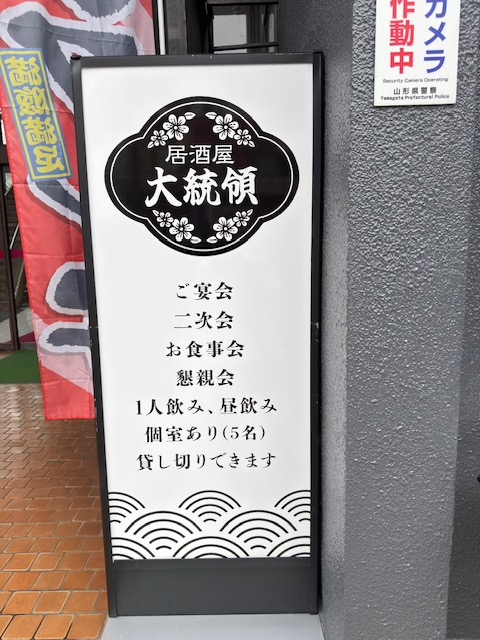 カメラ
作動中
Security Camera Operating
山形県警察
Yamagata Prefectural Police
居酒屋
大統領
ご宴会
二次会
お食事会
懇親会
1人飲み、昼飲み
個室あり(5名)
貸し切りできます